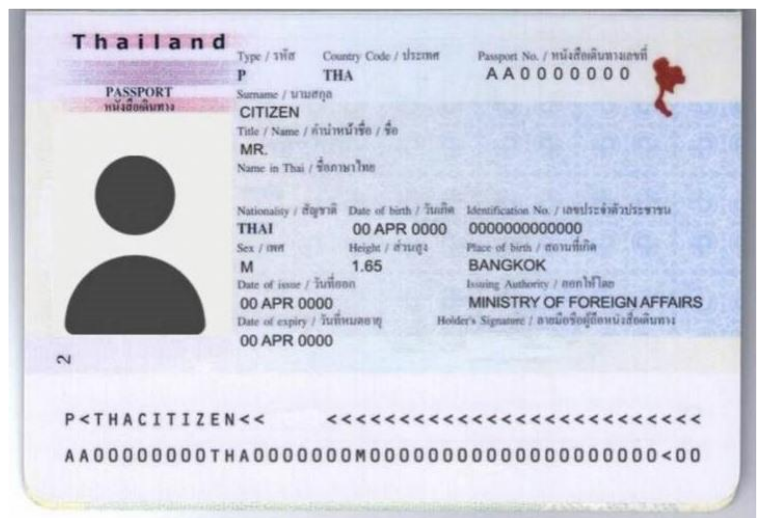 Thailand
Type / รหัส Country Code / ประเทศ Passport No. / หนังสือเดินทางเลขที่
P THA AA0000000
PASSPORT
หนังสือเดินทาง
Surname / นามสกุล
CITIZEN
Title / Name / คำนำหน้าชื่อ / ชื่อ
MR.
Name in Thai / ชื่อภาษาไทย
Nationality / สัญชาติ Date of birth / วันเกิด Identification No. / เลขประจำตัวประชาชน
THAI 00 APR 0000 0000000000000
Sex / เพศ Height / ส่วนสูง Place of birth / สถานที่เกิด
M 1.65 BANGKOK
Date of issue / วันที่ออก Issuing Authority / ออกให้โดย
00 APR 0000 MINISTRY OF FOREIGN AFFAIRS
Date of expiry / วันที่หมดอายุ Holder's Signature / ลายมือชื่อผู้ถือหนังสือเดินทาง
00 APR 0000
2
P<THACITIZEN<< <<<<<<<<<<<<<<<<<<<<<<<<<<
AA00000000THA0000000M0000000000000000000<00